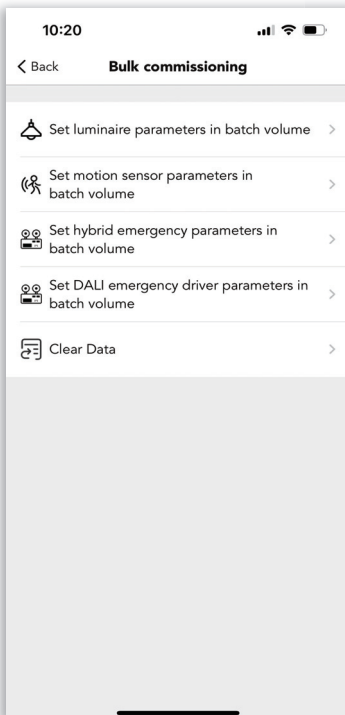 10:20
Back Bulk commissioning
Set luminaire parameters in batch volume
Set motion sensor parameters in
batch volume
Set hybrid emergency parameters in
batch volume
Set DALI emergency driver parameters in
batch volume
Clear Data